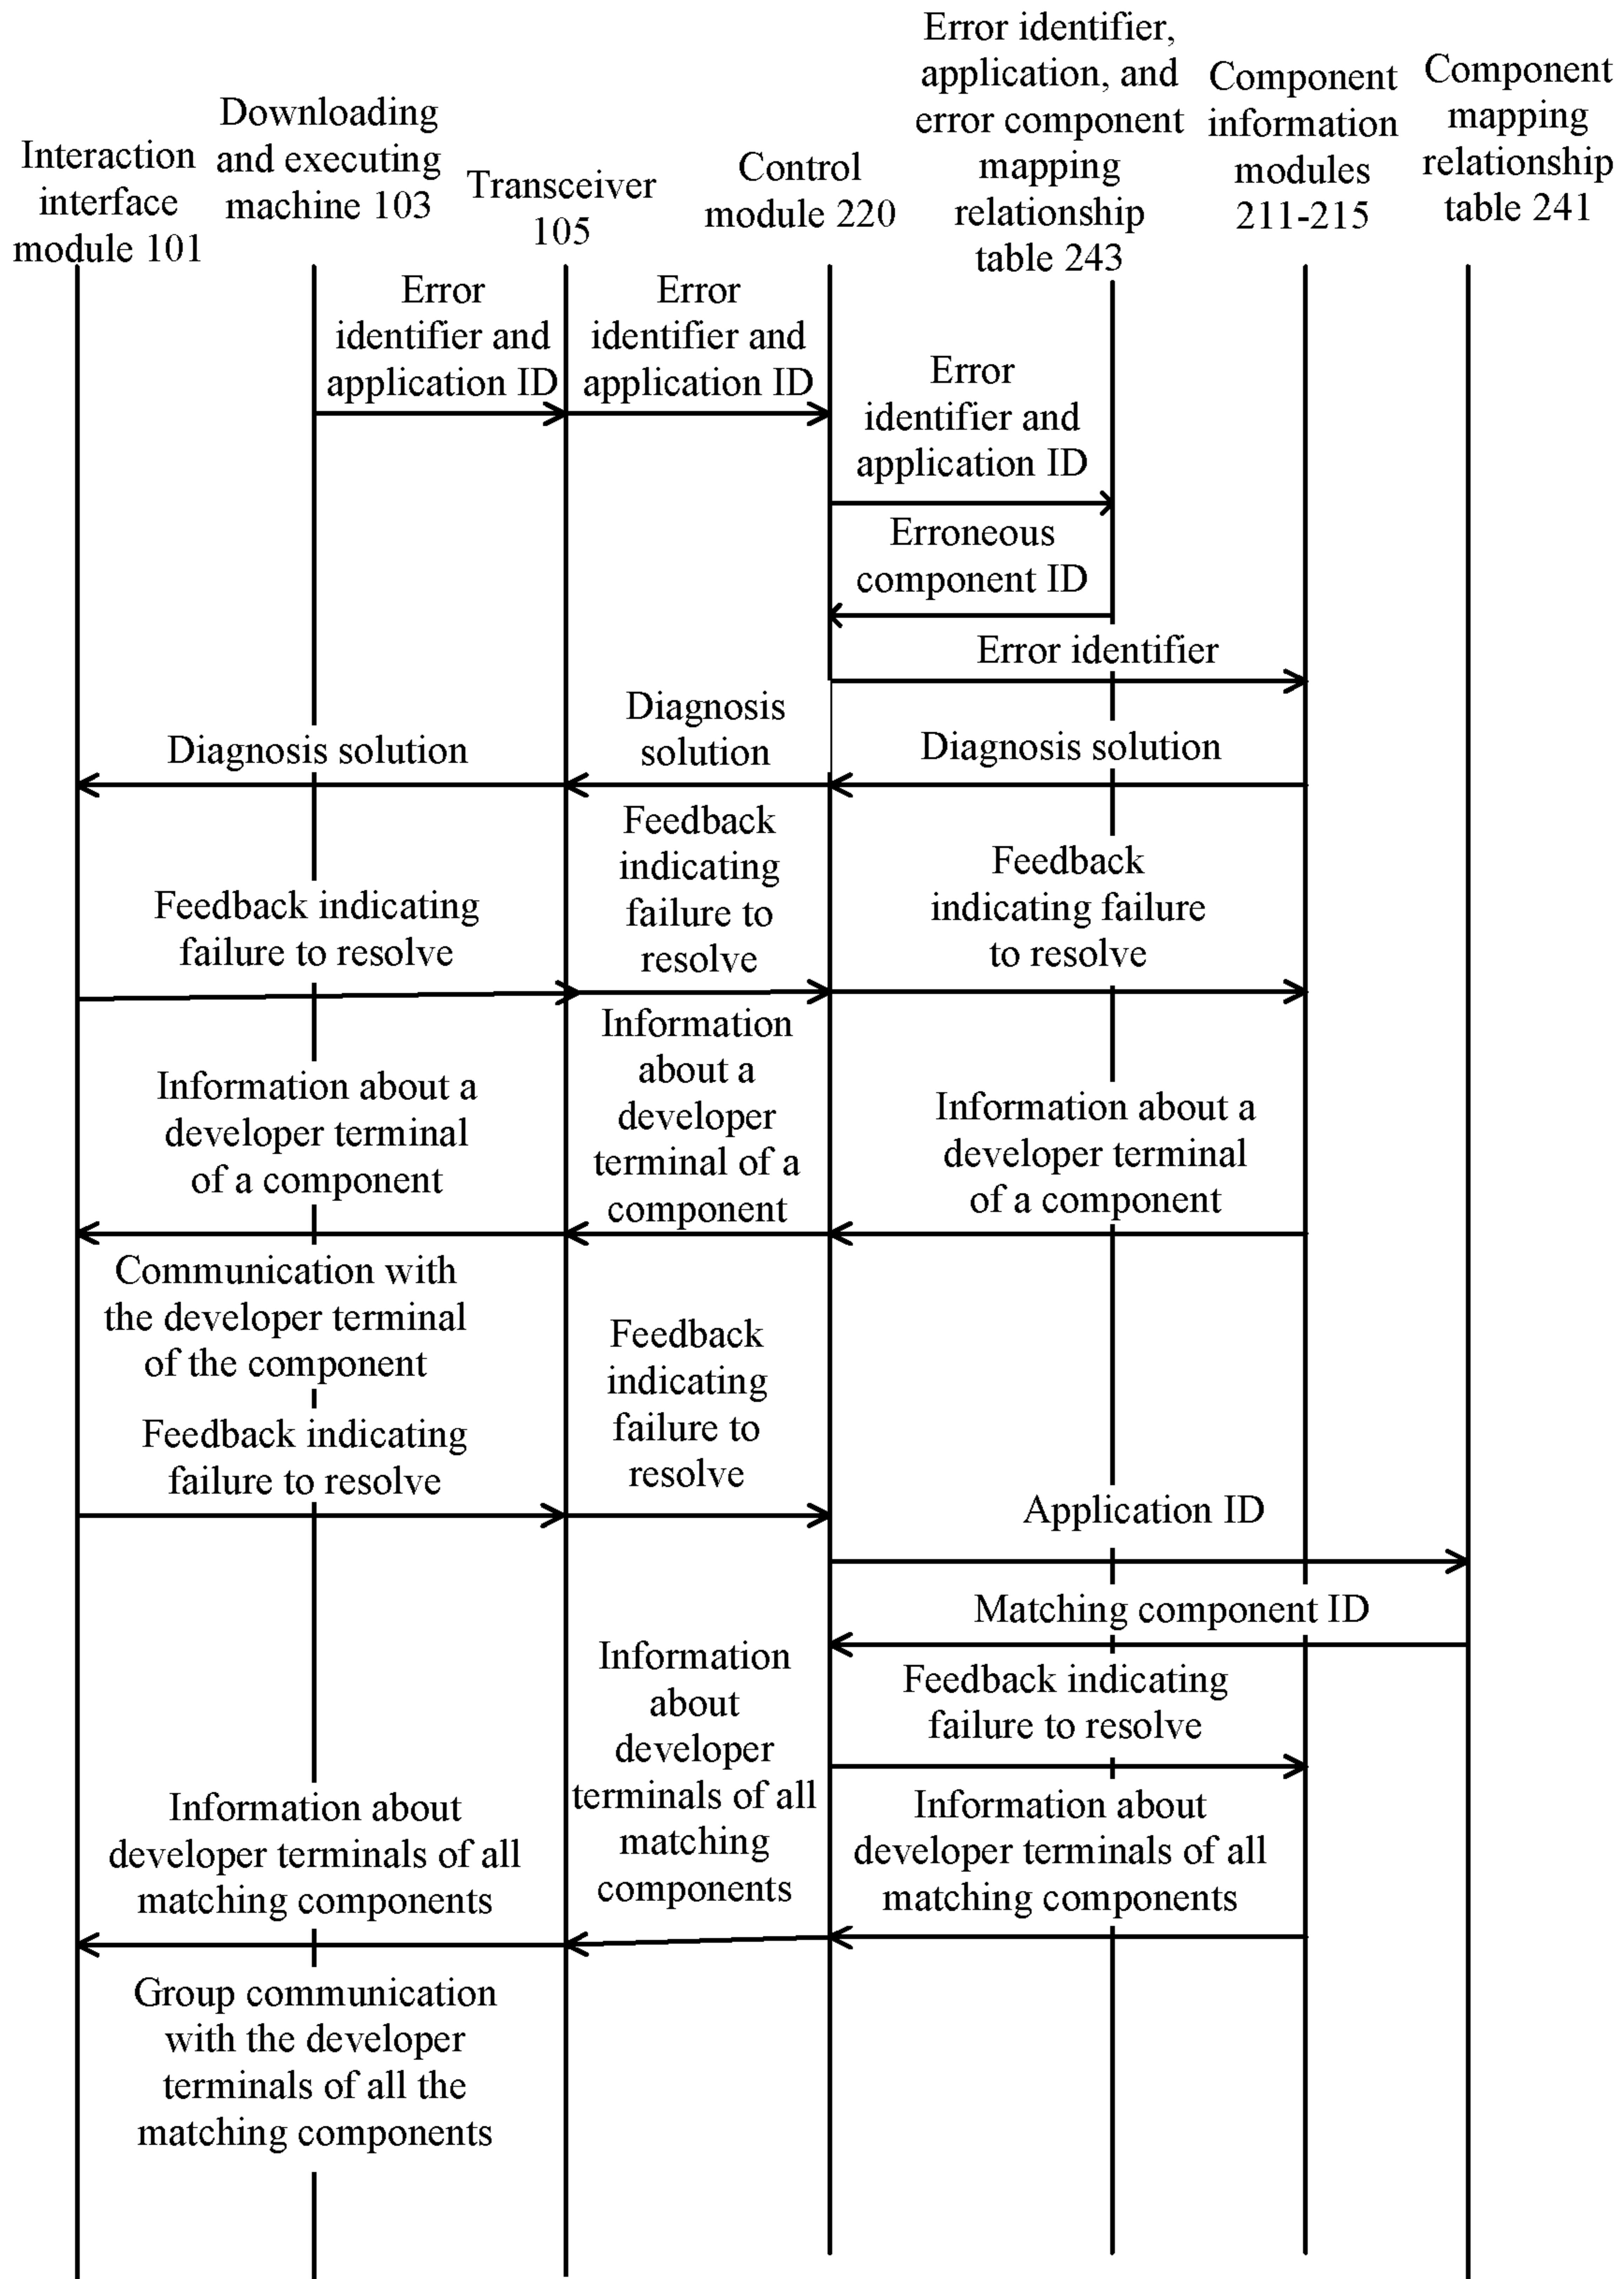 Interaction
interface
module 101
Downloading
and executing
machine 103
Transceiver
105
Control
module 220
Error identifier,
application, and
error component
mapping
relationship
table 243
Component
information
modules
211-215
Component
mapping
relationship
table 241
Error
identifier and
application ID
Error
identifier and
application ID
Error
identifier and
application ID
Erroneous
component ID
Error identifier
Diagnosis solution
Diagnosis
solution
Diagnosis solution
Feedback indicating
failure to resolve
Feedback
indicating
failure to
resolve
Feedback
indicating failure
to resolve
Information about a
developer terminal
of a component
Information
about a
developer
terminal of a
component
Information about a
developer terminal
of a component
Communication with
the developer terminal
of the component
Feedback indicating
failure to resolve
Feedback
indicating
failure to
resolve
Application ID
Matching component ID
Feedback indicating
failure to resolve
Information about
developer terminals of all
matching components
Information
about
developer
terminals of all
matching
components
Information about
developer terminals of all
matching components
Group communication
with the developer
terminals of all the
matching components